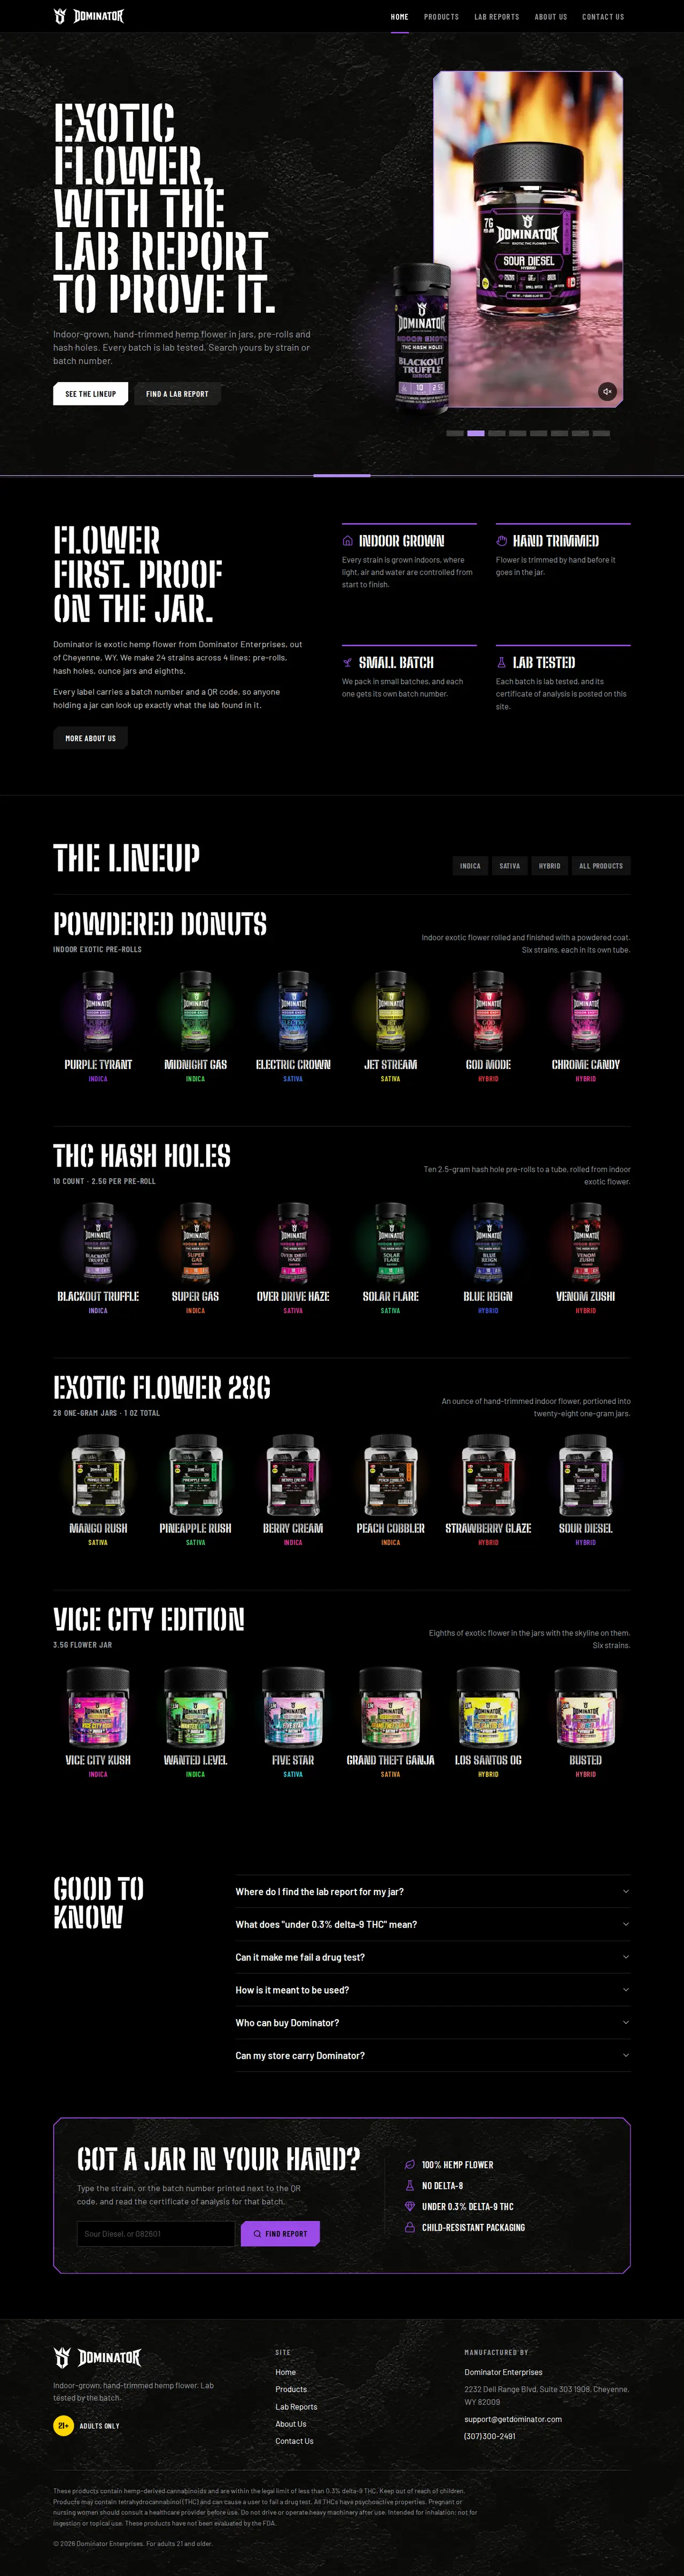 DOMINATOR
HOME
PRODUCTS
LAB REPORTS
ABOUT US
CONTACT US
EXOTIC
FLOWER,
WITH THE
LAB REPORT
TO PROVE IT.
Indoor-grown, hand-trimmed hemp flower in jars, pre-rolls and
hash holes. Every batch is lab tested. Search yours by strain or
batch number.
SEE THE LINEUP
FIND A LAB REPORT
7G
DOMINATOR
EXOTIC THC FLOWER
SOUR DIESEL
HYBRID
DOMINATOR
INDOOR EXOTIC
THC HASH HOLES
BLACKOUT
TRUFFLE
10
2.5G
FLOWER
FIRST. PROOF
ON THE JAR.
Dominator is exotic hemp flower from Dominator Enterprises, out
of Cheyenne, WY. We make 24 strains across 4 lines: pre-rolls,
hash holes, ounce jars and eighths.
Every label carries a batch number and a QR code, so anyone
holding a jar can look up exactly what the lab found in it.
MORE ABOUT US
INDOOR GROWN
Every strain is grown indoors, where
light, air and water are controlled from
start to finish.
HAND TRIMMED
Flower is trimmed by hand before it
goes in the jar.
SMALL BATCH
We pack in small batches, and each
one gets its own batch number.
LAB TESTED
Each batch is lab tested, and its
certificate of analysis is posted on this
site.
THE LINEUP
INDICA
SATIVA
HYBRID
ALL PRODUCTS
POWDERED DONUTS
INDOOR EXOTIC PRE-ROLLS
Indoor exotic flower rolled and finished with a powdered coat.
Six strains, each in its own tube.
PURPLE TYRANT
INDICA
MIDNIGHT GAS
INDICA
ELECTRIC CROWN
SATIVA
JET STREAM
SATIVA
GOD MODE
HYBRID
CHROME CANDY
HYBRID
THC HASH HOLES
10 COUNT · 2.5G PER PRE-ROLL
Ten 2.5-gram hash hole pre-rolls to a tube, rolled from indoor
exotic flower.
BLACKOUT TRUFFLE
INDICA
SUPER GAS
INDICA
OVER DRIVE HAZE
SATIVA
SOLAR FLARE
SATIVA
BLUE REIGN
HYBRID
VENOM ZUSHI
HYBRID
EXOTIC FLOWER 28G
28 ONE-GRAM JARS · 1 OZ TOTAL
An ounce of hand-trimmed indoor flower, portioned into
twenty-eight one-gram jars.
MANGO RUSH
SATIVA
PINEAPPLE RUSH
SATIVA
BERRY CREAM
INDICA
PEACH COBBLER
INDICA
STRAWBERRY GLAZE
HYBRID
SOUR DIESEL
HYBRID
VICE CITY EDITION
3.5G FLOWER JAR
Eighths of exotic flower in the jars with the skyline on them.
Six strains.
VICE CITY KUSH
INDICA
WANTED LEVEL
INDICA
FIVE STAR
SATIVA
GRAND THEFT GANJA
SATIVA
LOS SANTOS OG
HYBRID
BUSTED
HYBRID
GOOD TO
KNOW
Where do I find the lab report for my jar?
What does "under 0.3% delta-9 THC" mean?
Can it make me fail a drug test?
How is it meant to be used?
Who can buy Dominator?
Can my store carry Dominator?
GOT A JAR IN YOUR HAND?
Type the strain, or the batch number printed next to the QR
code, and read the certificate of analysis for that batch.
Sour Diesel, or 082601
FIND REPORT
100% HEMP FLOWER
NO DELTA-8
UNDER 0.3% DELTA-9 THC
CHILD-RESISTANT PACKAGING
DOMINATOR
Indoor-grown, hand-trimmed hemp flower. Lab
tested by the batch.
21+
ADULTS ONLY
SITE
Home
Products
Lab Reports
About Us
Contact Us
MANUFACTURED BY
Dominator Enterprises
2232 Dell Range Blvd, Suite 303 1908, Cheyenne,
WY 82009
support@getdominator.com
(307) 300-2491
These products contain hemp-derived cannabinoids and are within the legal limit of less than 0.3% delta-9 THC. Keep out of reach of children.
Products may contain tetrahydrocannabinol (THC) and can cause a user to fail a drug test. All THCs have psychoactive properties. Pregnant or
nursing women should consult a healthcare provider before use. Do not drive or operate heavy machinery after use. Intended for inhalation; not for
ingestion or topical use. These products have not been evaluated by the FDA.
© 2026 Dominator Enterprises. For adults 21 and older.